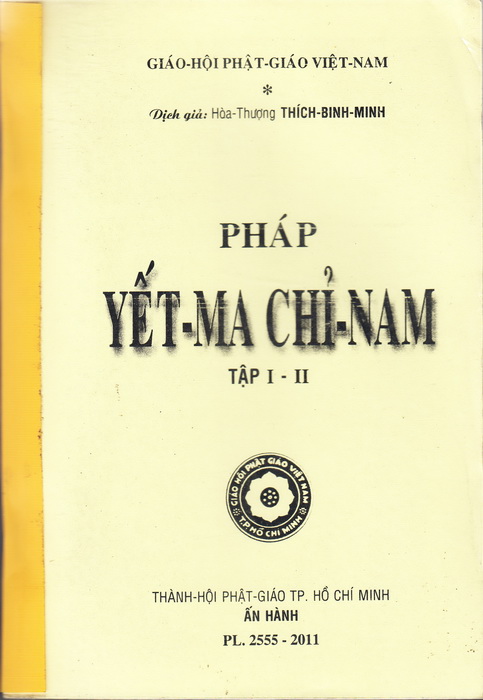 GIÁO-HỘI PHẬT-GIÁO VIỆT-NAM
*
Dịch giả: Hòa-Thượng THÍCH-BINH-MINH
PHÁP
YẾT-MA CHỈ-NAM
TẬP I - II
GIÁO HỘI PHẬT GIÁO VIỆT NAM
T.P HỒ CHÍ MINH
THÀNH-HỘI PHẬT-GIÁO TP. HỒ CHÍ MINH
ẤN HÀNH
PL. 2555 - 2011